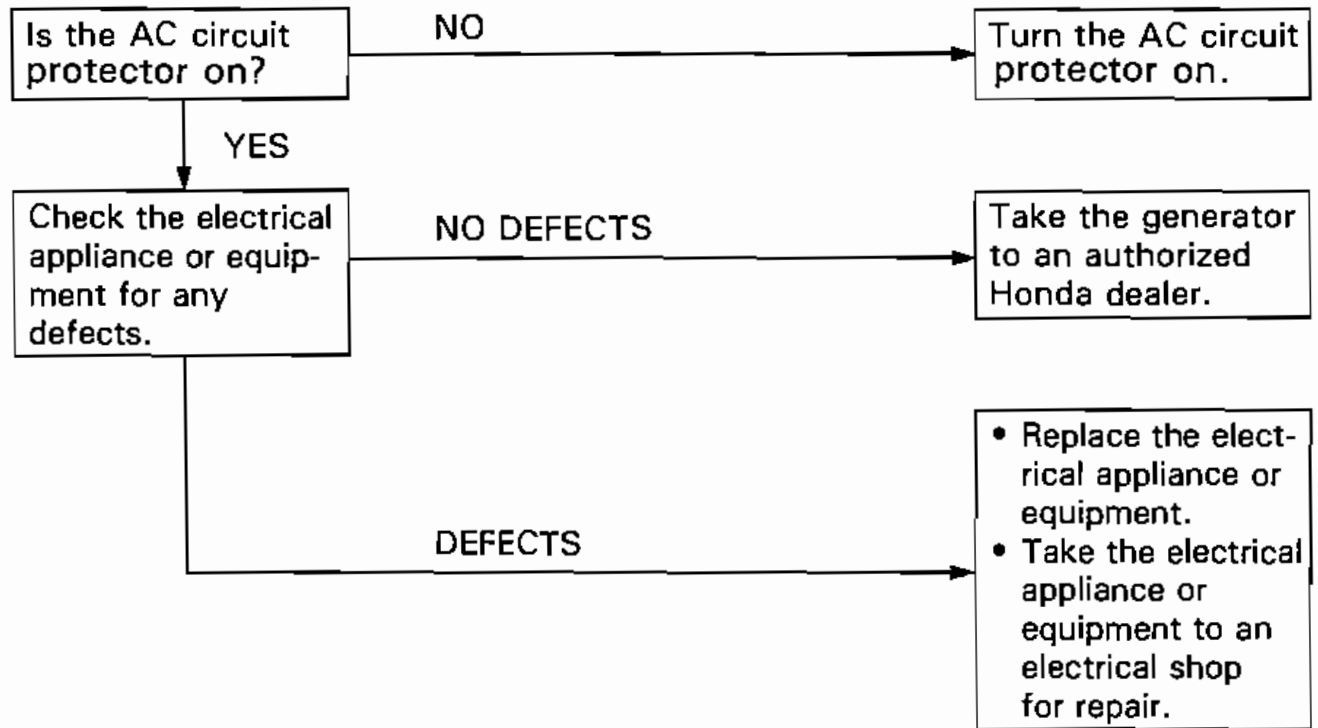 Is the AC circuit
protector on?
NO
Turn the AC circuit
protector on.
YES
Check the electrical
appliance or equip-
ment for any
defects.
NO DEFECTS
Take the generator
to an authorized
Honda dealer.
DEFECTS
• Replace the elect-
rical appliance or
equipment.
• Take the electrical
appliance or
equipment to an
electrical shop
for repair.